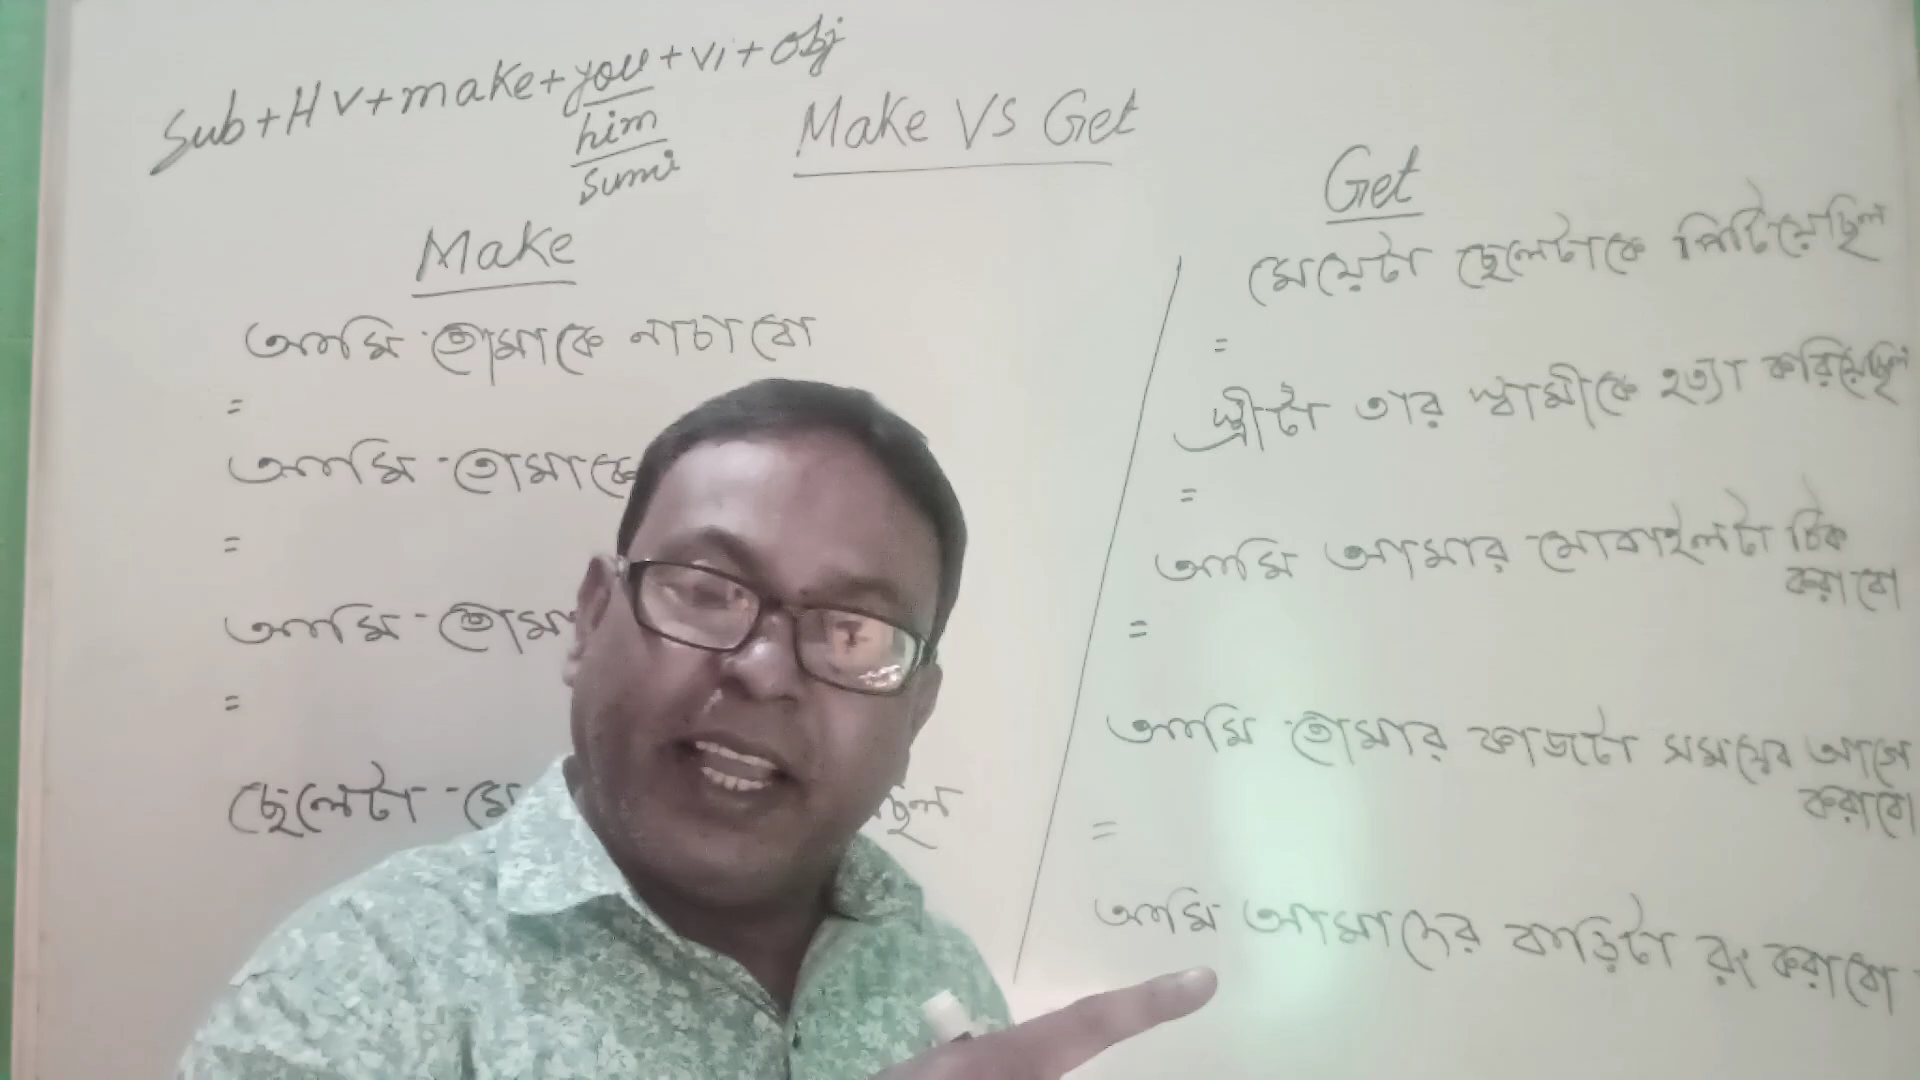 Sub+HV+make+you+V1+Obj
him
Sumi
Make VS Get
Make
আমি তোমাকে নাচাবো
=
আমি তোমাকে
=
আমি
=
ছেলেটা
Get
মেয়েটা ছেলেটাকে পিটিয়েছিল
=
স্ত্রীটা তার স্বামীকে হত্যা করিয়েছিল
=
আমি আমার মোবাইলটা ঠিক
করাবো
=
আমি তোমার কাজটা সময়ের আগে
করাবো
=
আমি আমাদের বাড়িটা রং করাবো